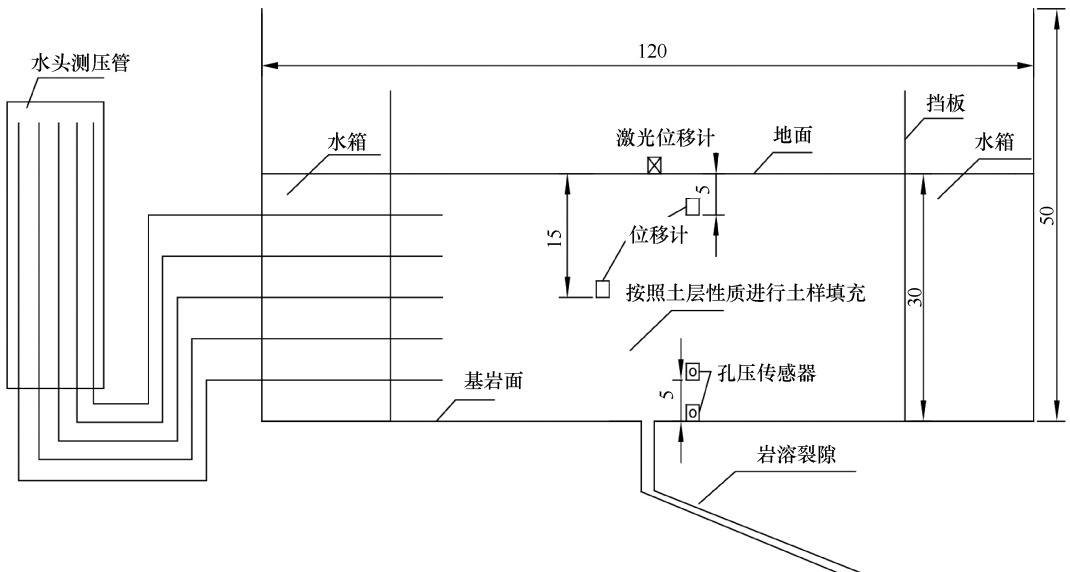 120
水头测压管
挡板
水箱
激光位移计
地面
水箱
5
50
15
位移计
按照土层性质进行土样填充
30
基岩面
5
孔压传感器
岩溶裂隙